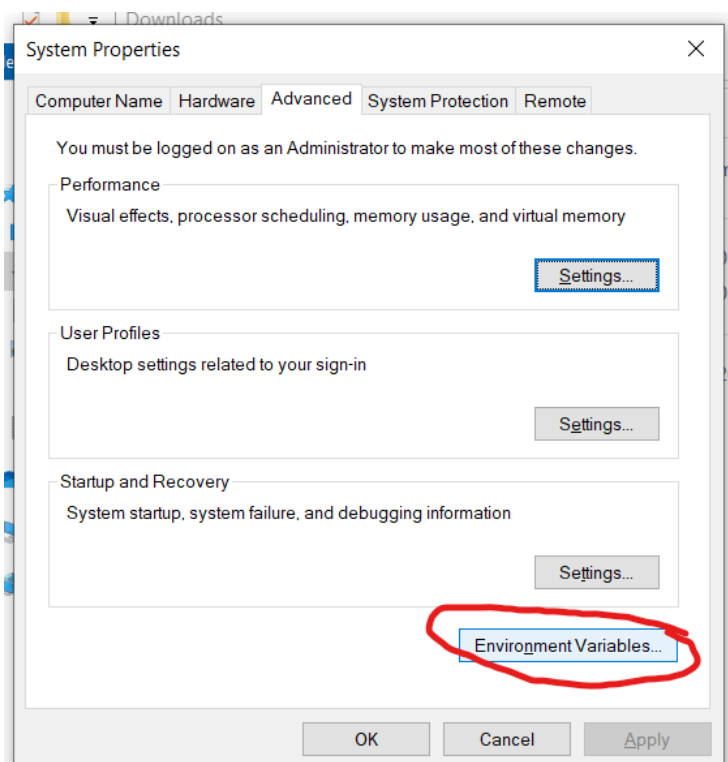 Downloads
System Properties
Computer Name Hardware Advanced System Protection Remote
You must be logged on as an Administrator to make most of these changes.
Performance
Visual effects, processor scheduling, memory usage, and virtual memory
Settings...
User Profiles
Desktop settings related to your sign-in
Settings...
Startup and Recovery
System startup, system failure, and debugging information
Settings...
Environment Variables...
OK Cancel Apply